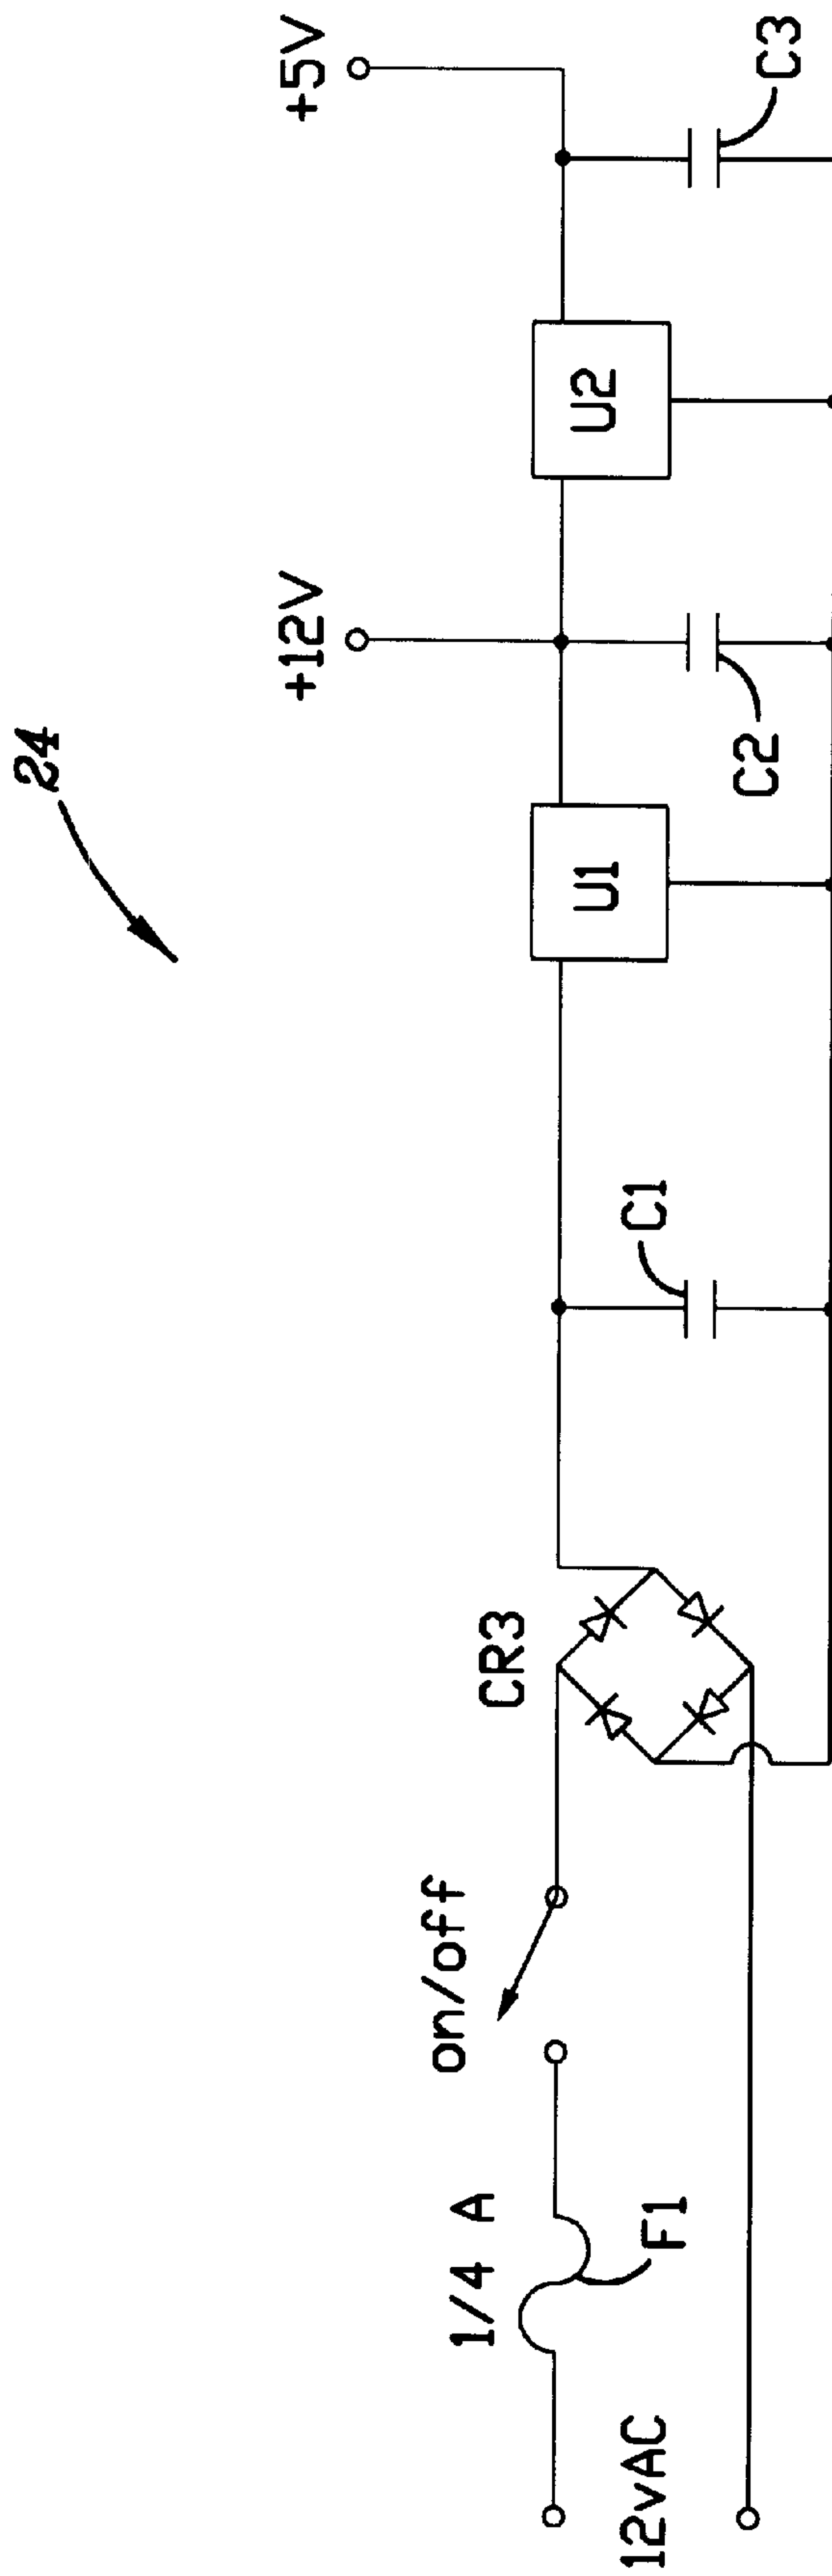 24
12vAC
1/4 A
F1
on/off
CR3
C1
U1
+12V
C2
U2
+5V
C3